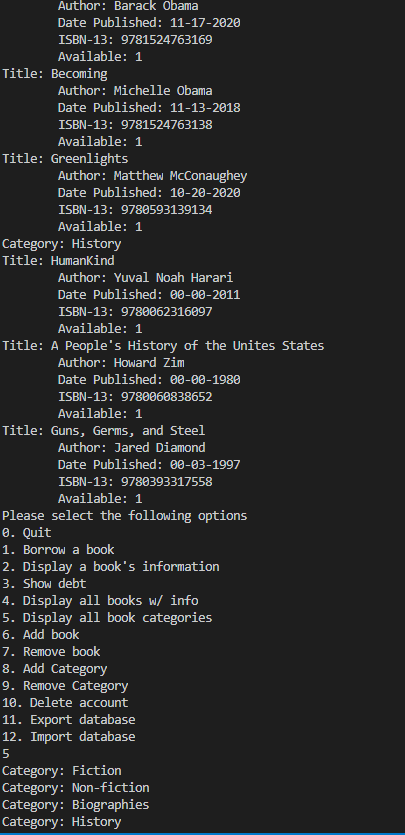 Author: Barack Obama
Date Published: 11-17-2020
ISBN-13: 9781524763169
Available: 1
Title: Becoming
Author: Michelle Obama
Date Published: 11-13-2018
ISBN-13: 9781524763138
Available: 1
Title: Greenlights
Author: Matthew McConaughey
Date Published: 10-20-2020
ISBN-13: 9780593139134
Available: 1
Category: History
Title: HumanKind
Author: Yuval Noah Harari
Date Published: 00-00-2011
ISBN-13: 9780062316097
Available: 1
Title: A People's History of the Unites States
Author: Howard Zim
Date Published: 00-00-1980
ISBN-13: 9780060838652
Available: 1
Title: Guns, Germs, and Steel
Author: Jared Diamond
Date Published: 00-03-1997
ISBN-13: 9780393317558
Available: 1
Please select the following options
0. Quit
1. Borrow a book
2. Display a book's information
3. Show debt
4. Display all books w/ info
5. Display all book categories
6. Add book
7. Remove book
8. Add Category
9. Remove Category
10. Delete account
11. Export database
12. Import database
5
Category: Fiction
Category: Non-fiction
Category: Biographies
Category: History